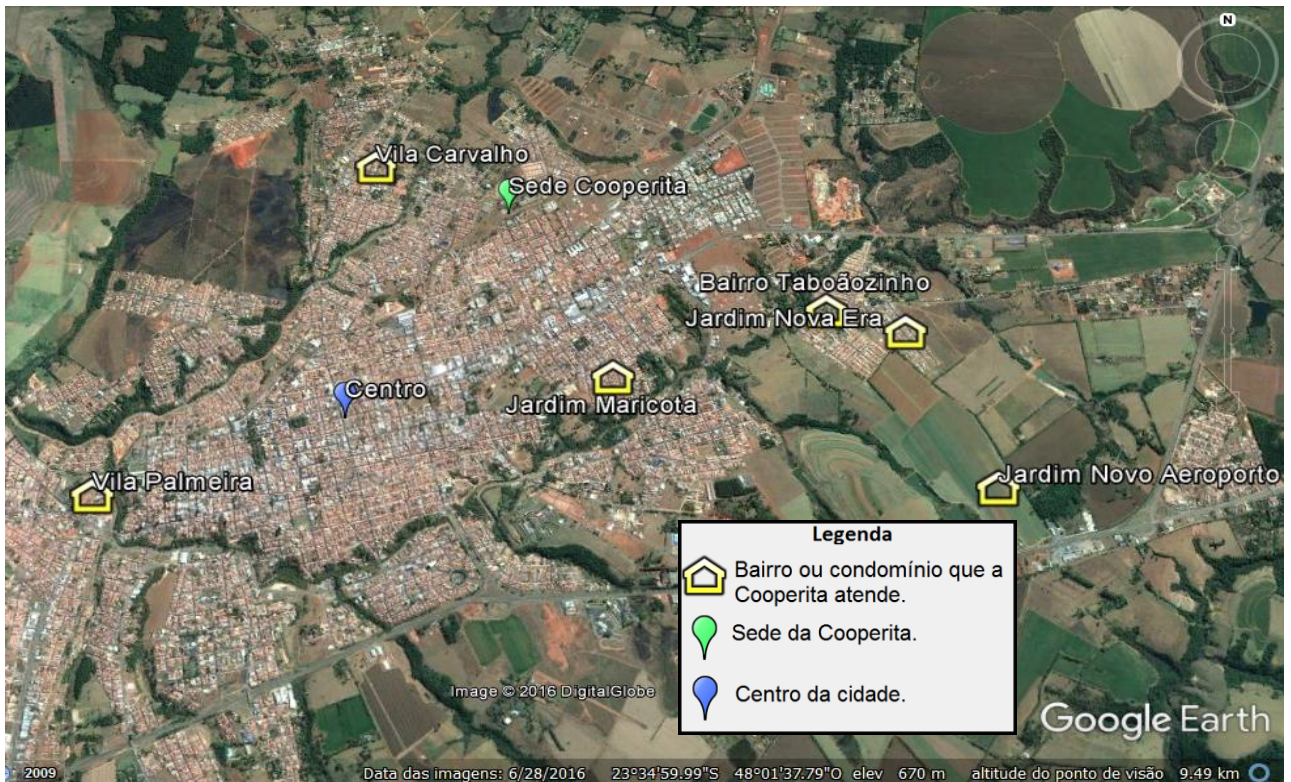 N
Vila Carvalho
Sede Cooperita
Bairro Taboãozinho
Jardim Nova Era
Centro
Jardim Maricota
Vila Palmeira
Jardim Novo Aeroporto
Legenda
Bairro ou condomínio que a
Cooperita atende.
Sede da Cooperita.
Centro da cidade.
Image © 2016 DigitalGlobe
Google Earth
2009
Data das imagens: 6/28/2016 23°34'59.99"S 48°01'37.79"O elev 670 m altitude do ponto de visão 9.49 km